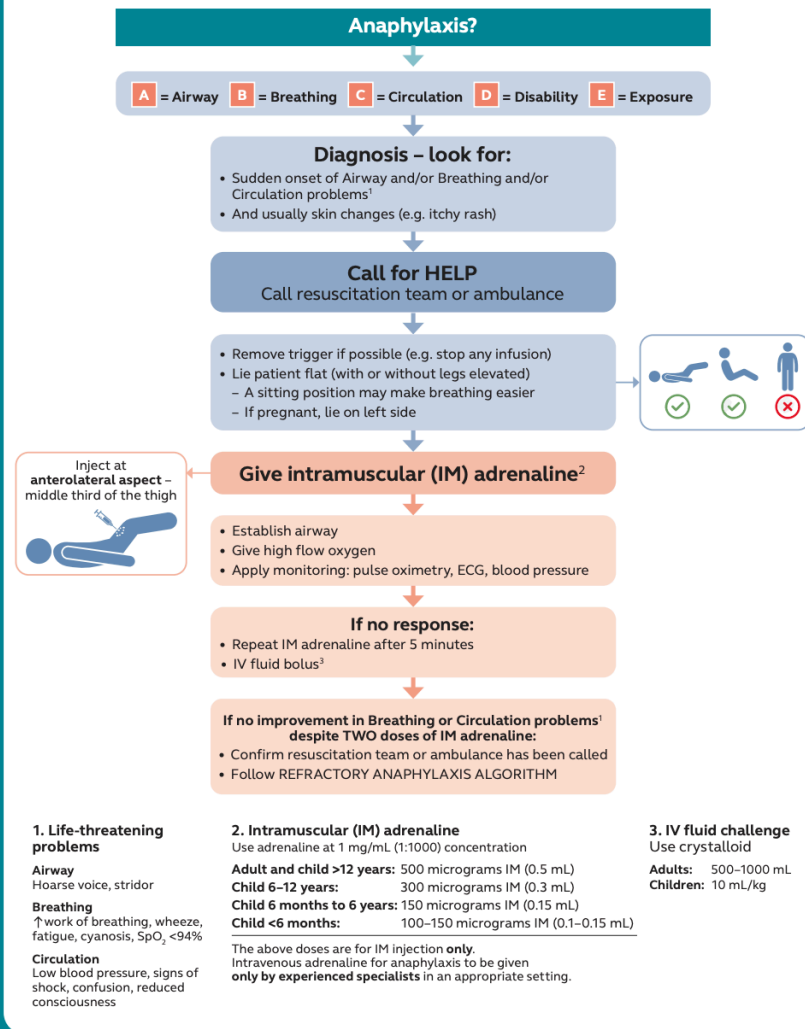 Anaphylaxis?
A = Airway B = Breathing C = Circulation D = Disability E = Exposure
Diagnosis – look for:
• Sudden onset of Airway and/or Breathing and/or
Circulation problems¹
• And usually skin changes (e.g. itchy rash)
Call for HELP
Call resuscitation team or ambulance
• Remove trigger if possible (e.g. stop any infusion)
• Lie patient flat (with or without legs elevated)
– A sitting position may make breathing easier
– If pregnant, lie on left side
Inject at
anterolateral aspect –
middle third of the thigh
Give intramuscular (IM) adrenaline²
• Establish airway
• Give high flow oxygen
• Apply monitoring: pulse oximetry, ECG, blood pressure
If no response:
• Repeat IM adrenaline after 5 minutes
• IV fluid bolus³
If no improvement in Breathing or Circulation problems¹
despite TWO doses of IM adrenaline:
• Confirm resuscitation team or ambulance has been called
• Follow REFRACTORY ANAPHYLAXIS ALGORITHM
1. Life-threatening
problems
Airway
Hoarse voice, stridor
Breathing
↑work of breathing, wheeze,
fatigue, cyanosis, SpO₂ <94%
Circulation
Low blood pressure, signs of
shock, confusion, reduced
consciousness
2. Intramuscular (IM) adrenaline
Use adrenaline at 1 mg/mL (1:1000) concentration
Adult and child >12 years: 500 micrograms IM (0.5 mL)
Child 6–12 years: 300 micrograms IM (0.3 mL)
Child 6 months to 6 years: 150 micrograms IM (0.15 mL)
Child <6 months: 100–150 micrograms IM (0.1–0.15 mL)
The above doses are for IM injection only.
Intravenous adrenaline for anaphylaxis to be given
only by experienced specialists in an appropriate setting.
3. IV fluid challenge
Use crystalloid
Adults: 500–1000 mL
Children: 10 mL/kg